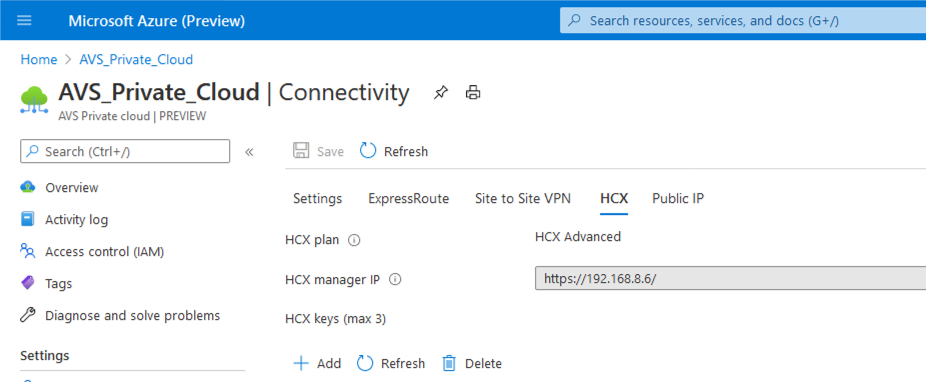 Microsoft Azure (Preview)
Search resources, services, and docs (G+/)
Home > AVS_Private_Cloud
AVS_Private_Cloud | Connectivity
AVS Private cloud | PREVIEW
Search (Ctrl+/)
«
Save Refresh
Overview
Activity log
Access control (IAM)
Tags
Diagnose and solve problems
Settings
Settings ExpressRoute Site to Site VPN HCX Public IP
HCX plan HCX Advanced
HCX manager IP https://192.168.8.6/
HCX keys (max 3)
Add Refresh Delete